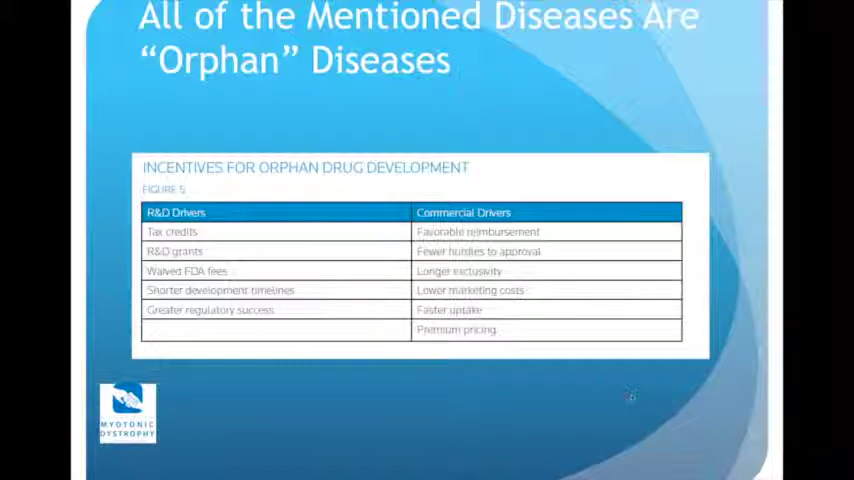 All of the Mentioned Diseases Are
“Orphan” Diseases
INCENTIVES FOR ORPHAN DRUG DEVELOPMENT
FIGURE 5
R&D Drivers Commercial Drivers
Tax credits Favorable reimbursement
R&D grants Fewer hurdles to approval
Waived FDA fees Longer exclusivity
Shorter development timelines Lower marketing costs
Greater regulatory success Faster uptake
Premium pricing
MYOTONIC
DYSTROPHY